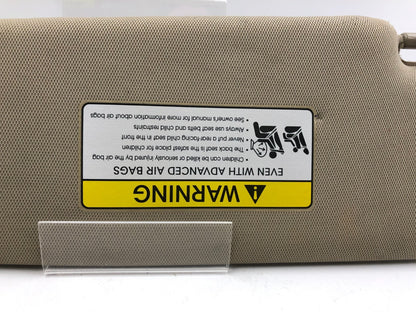 WARNING
EVEN WITH ADVANCED AIR BAGS
• Children can be killed or seriously injured by the air bag
• The back seat is the safest place for children
• Never put a rear-facing child seat in the front
• Always use seat belts and child restraints
• See owner's manual for more information about air bags